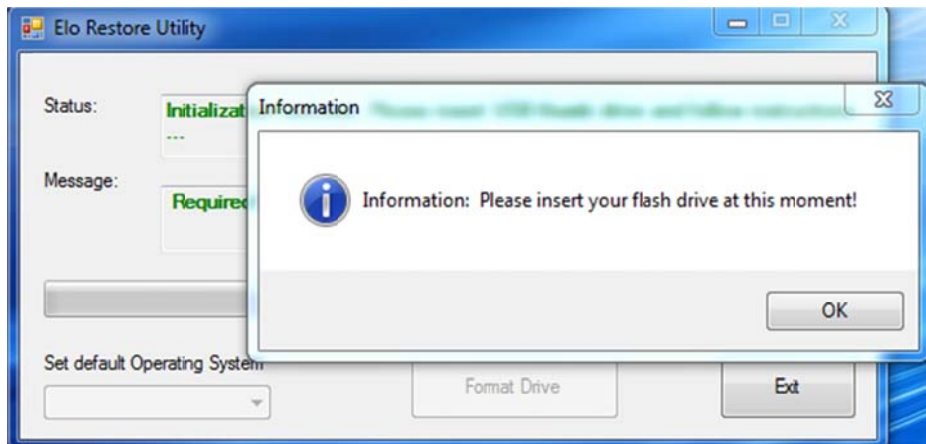 Elo Restore Utility
Status:
Initializat
---
Information
Message:
Required
Information: Please insert your flash drive at this moment!
OK
Set default Operating System
Format Drive
Exit